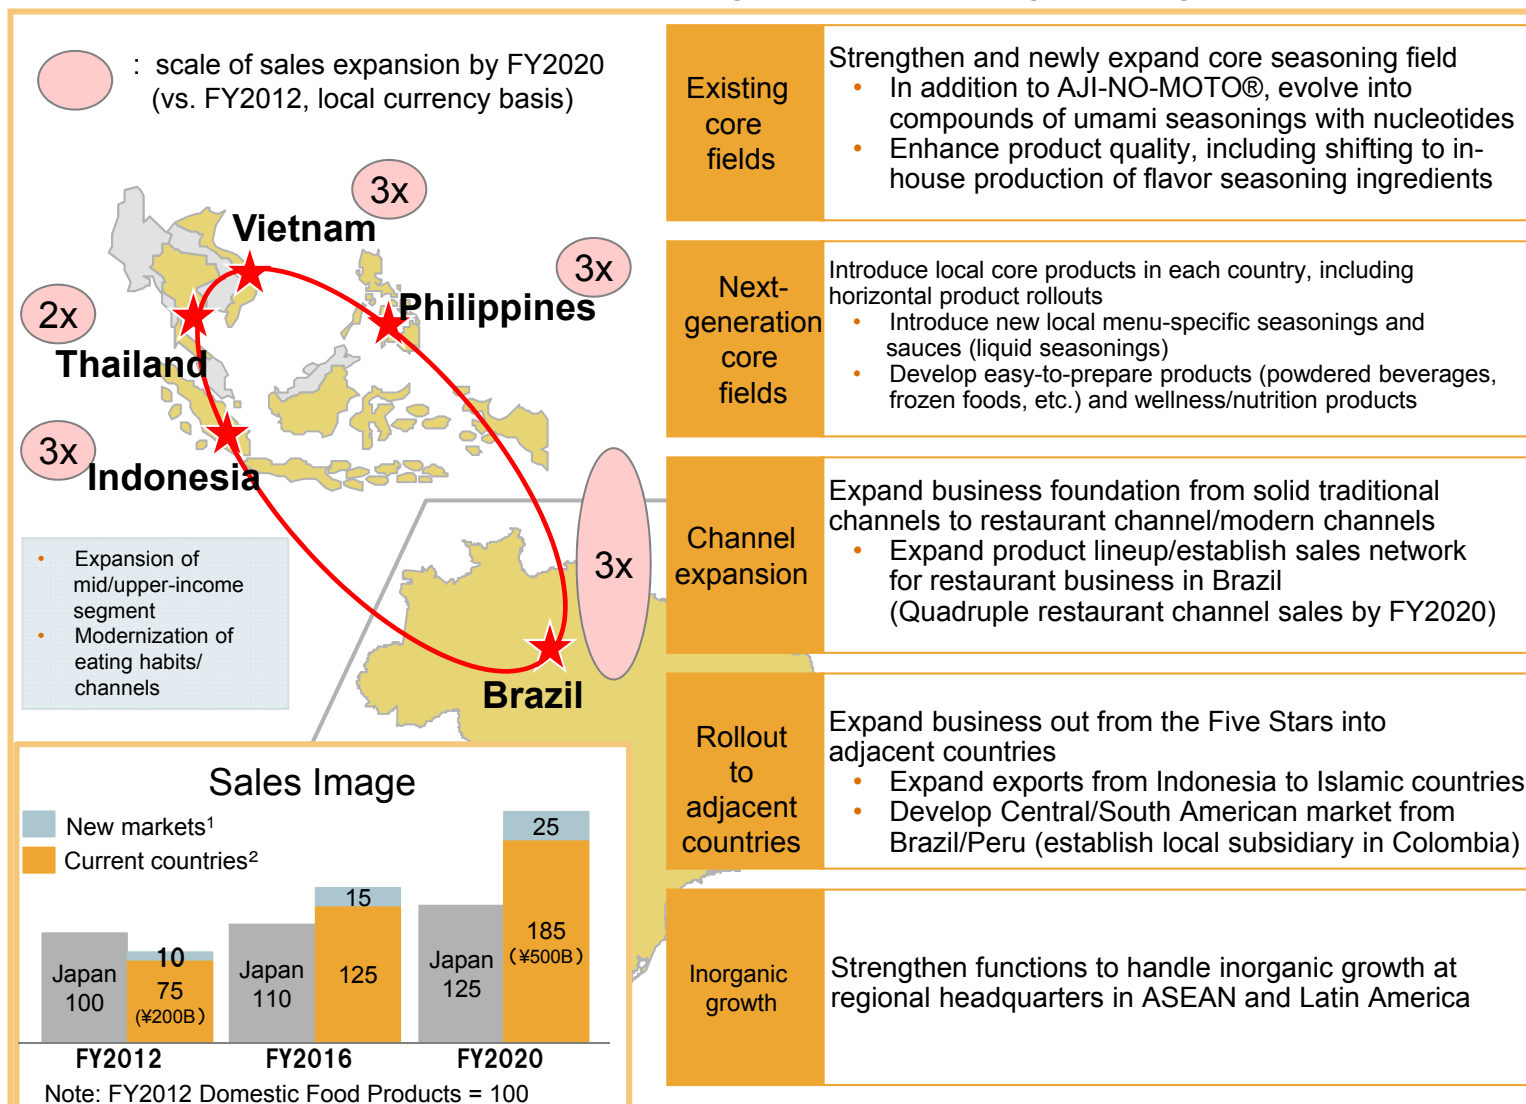 : scale of sales expansion by FY2020
(vs. FY2012, local currency basis)
3x
Vietnam
3x
Philippines
2x
Thailand
3x
Indonesia
3x
Brazil
• Expansion of
mid/upper-income
segment
• Modernization of
eating habits/
channels
Sales Image
New markets¹
Current countries²
Japan
100
10
75
(¥200B)
Japan
110
15
125
Japan
125
25
185
(¥500B)
FY2012 FY2016 FY2020
Note: FY2012 Domestic Food Products = 100
Existing
core
fields
Strengthen and newly expand core seasoning field
• In addition to AJI-NO-MOTO®, evolve into
compounds of umami seasonings with nucleotides
• Enhance product quality, including shifting to in-
house production of flavor seasoning ingredients
Next-
generation
core
fields
Introduce local core products in each country, including
horizontal product rollouts
• Introduce new local menu-specific seasonings and
sauces (liquid seasonings)
• Develop easy-to-prepare products (powdered beverages,
frozen foods, etc.) and wellness/nutrition products
Channel
expansion
Expand business foundation from solid traditional
channels to restaurant channel/modern channels
• Expand product lineup/establish sales network
for restaurant business in Brazil
(Quadruple restaurant channel sales by FY2020)
Rollout
to
adjacent
countries
Expand business out from the Five Stars into
adjacent countries
• Expand exports from Indonesia to Islamic countries
• Develop Central/South American market from
Brazil/Peru (establish local subsidiary in Colombia)
Inorganic
growth
Strengthen functions to handle inorganic growth at
regional headquarters in ASEAN and Latin America